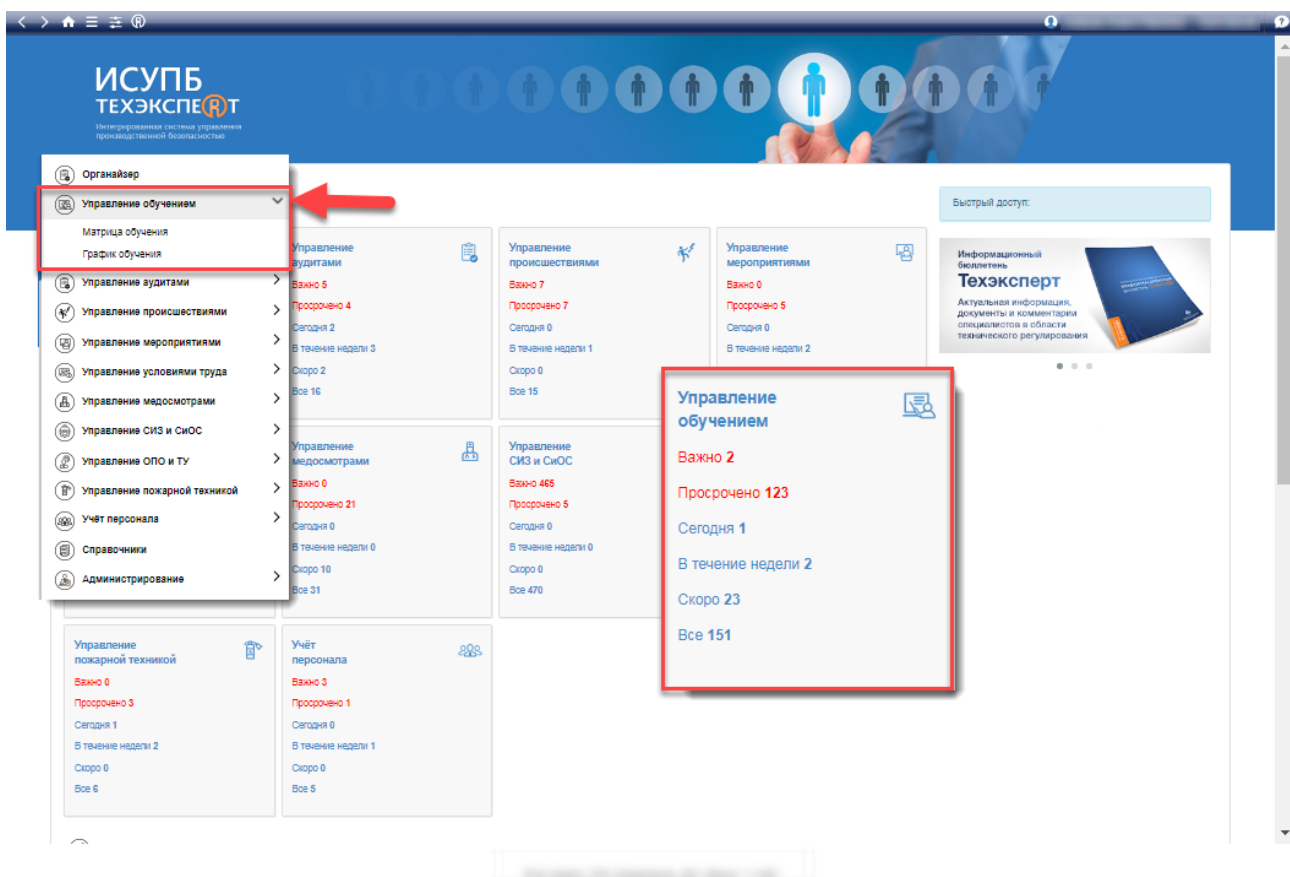 ИСУПБ
ТЕХЭКСПЕ®Т
Интегрированная система управления
производственной безопасностью
Органайзер
Управление обучением
Матрица обучения
График обучения
Управление аудитами
Управление происшествиями
Управление мероприятиями
Управление условиями труда
Управление медосмотрами
Управление СИЗ и СиОС
Управление ОПО и ТУ
Управление пожарной техникой
Учёт персонала
Справочники
Администрирование
Управление
аудитами
Важно 5
Просрочено 4
Сегодня 2
В течение недели 3
Скоро 2
Все 16
Управление
происшествиями
Важно 7
Просрочено 7
Сегодня 0
В течение недели 1
Скоро 0
Все 15
Управление
мероприятиями
Важно 0
Просрочено 5
Сегодня 0
В течение недели 2
Быстрый доступ:
Информационный
бюллетень
Техэксперт
Актуальная информация,
документы и комментарии
специалистов в области
технического регулирования
Управление
медосмотрами
Важно 0
Просрочено 21
Сегодня 0
В течение недели 0
Скоро 10
Все 31
Управление
СИЗ и СиОС
Важно 465
Просрочено 5
Сегодня 0
В течение недели 0
Скоро 0
Все 470
Управление
обучением
Важно 2
Просрочено 123
Сегодня 1
В течение недели 2
Скоро 23
Все 151
Управление
пожарной техникой
Важно 0
Просрочено 3
Сегодня 1
В течение недели 2
Скоро 0
Все 6
Учёт
персонала
Важно 3
Просрочено 1
Сегодня 0
В течение недели 1
Скоро 0
Все 5